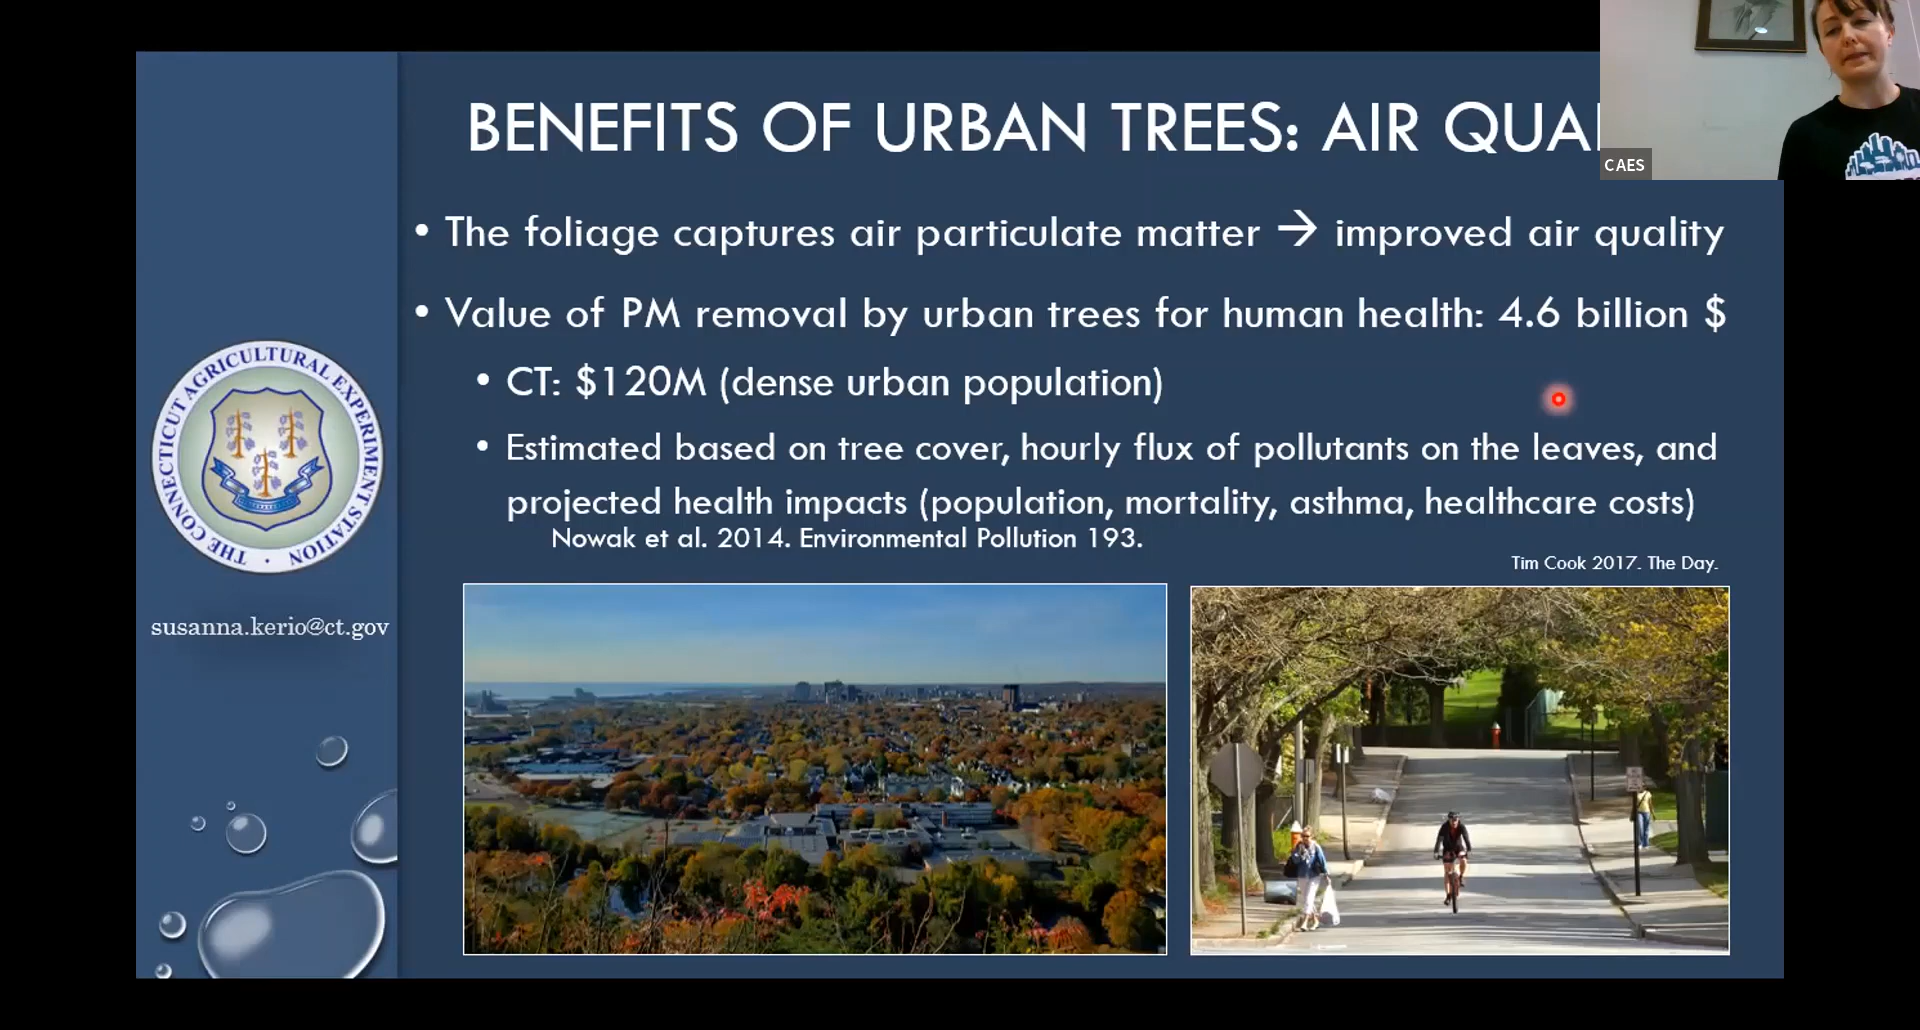 BENEFITS OF URBAN TREES: AIR QUA
CAES
• The foliage captures air particulate matter → improved air quality
• Value of PM removal by urban trees for human health: 4.6 billion $
• CT: $120M (dense urban population)
• Estimated based on tree cover, hourly flux of pollutants on the leaves, and
projected health impacts (population, mortality, asthma, healthcare costs)
Nowak et al. 2014. Environmental Pollution 193.
Tim Cook 2017. The Day.
THE CONNECTICUT AGRICULTURAL EXPERIMENT STATION •
susanna.kerio@ct.gov